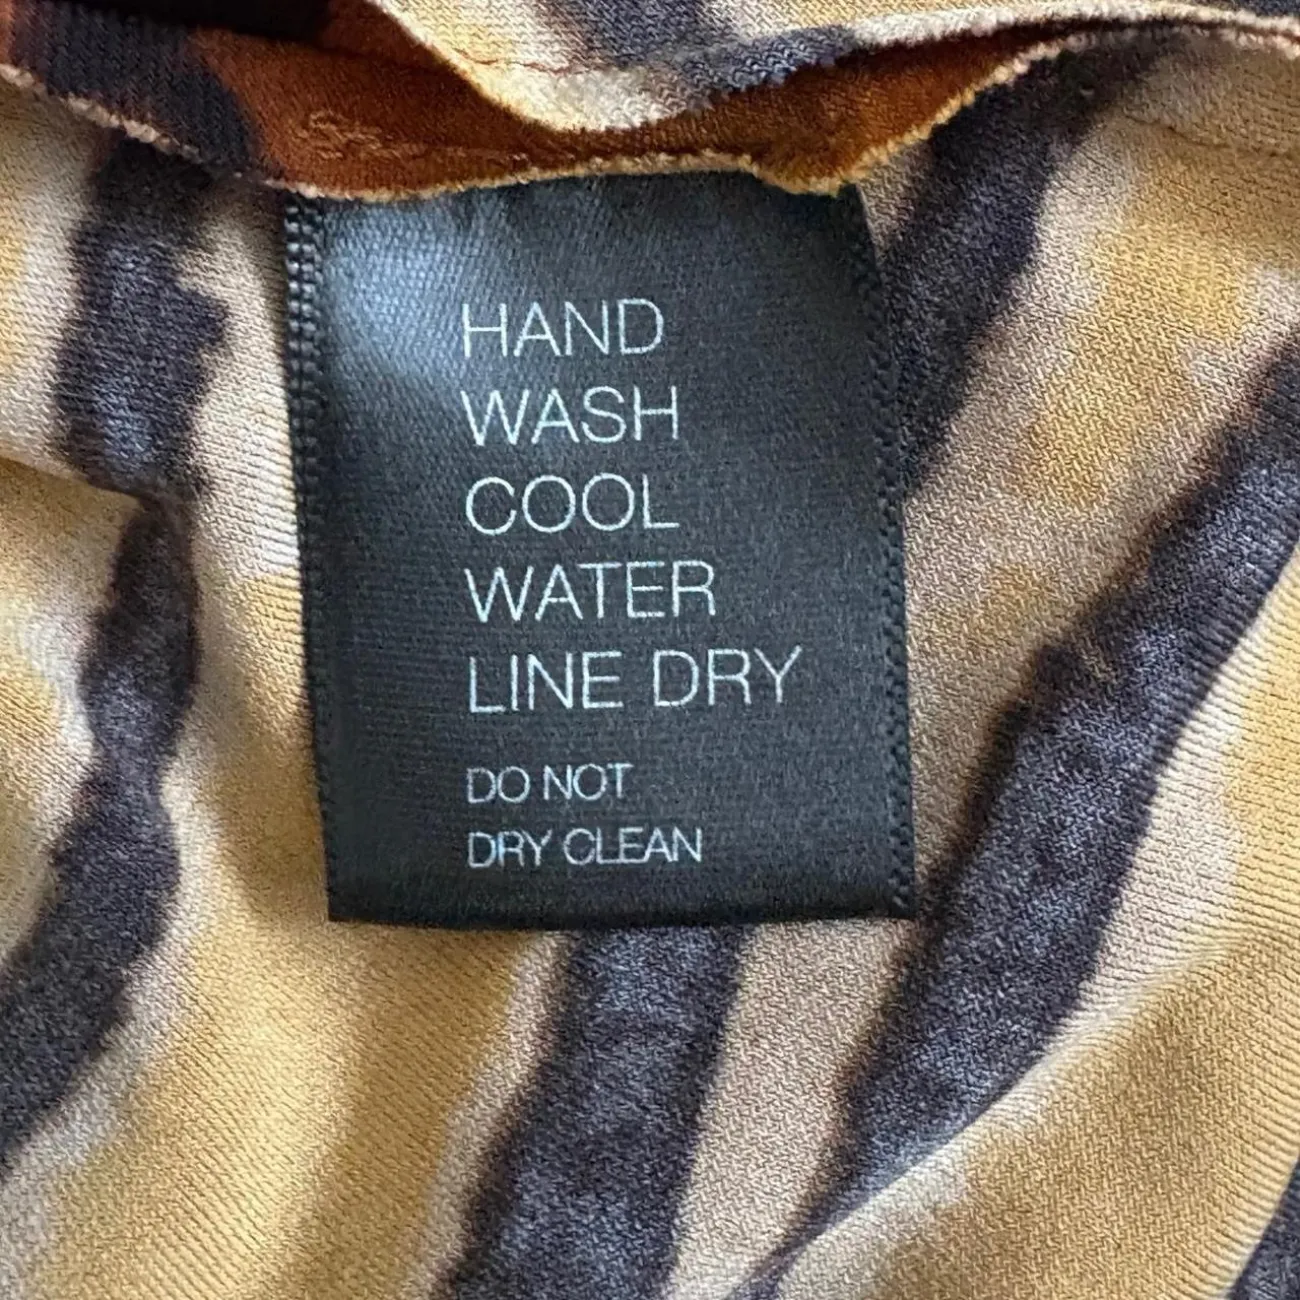 HAND
WASH
COOL
WATER
LINE DRY
DO NOT
DRY CLEAN